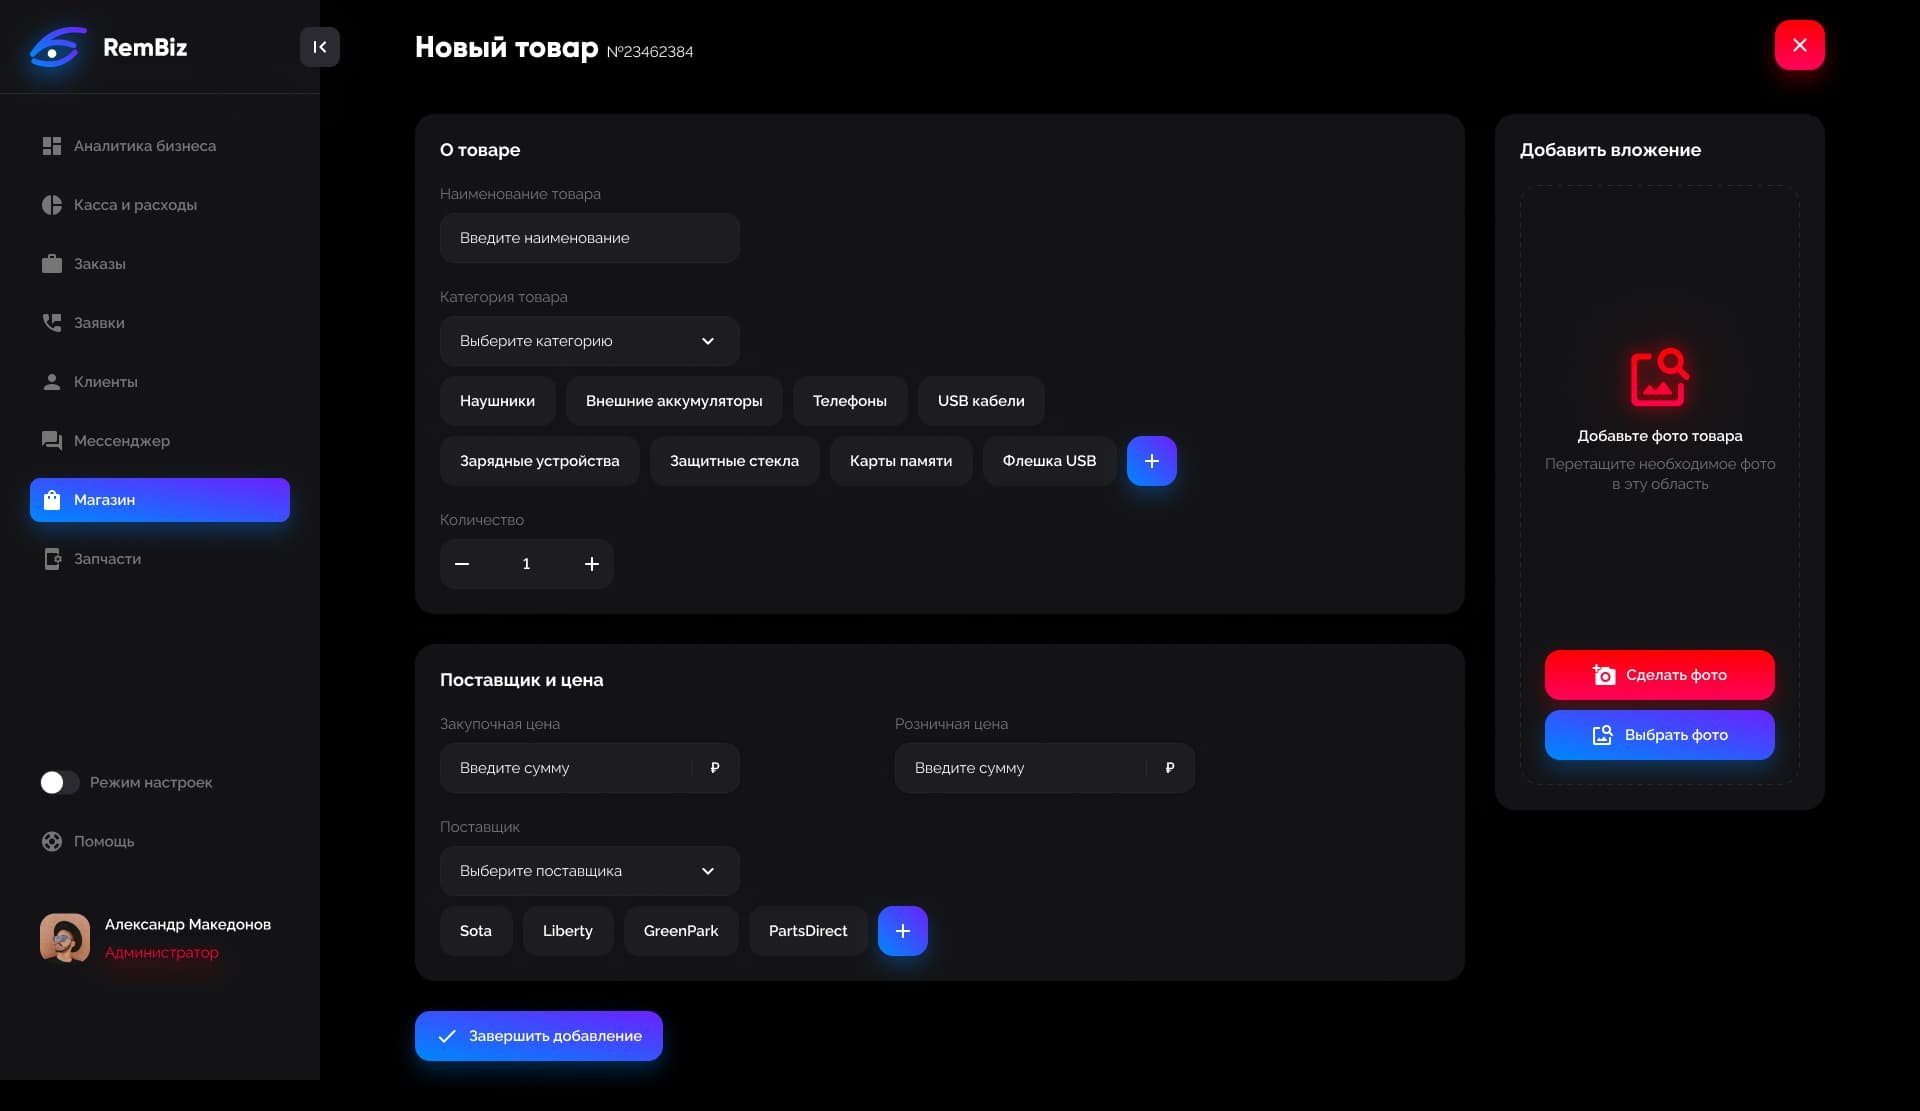 RemBiz
Аналитика бизнеса
Касса и расходы
Заказы
Заявки
Клиенты
Мессенджер
Магазин
Запчасти
Режим настроек
Помощь
Александр Македонов
Администратор
Новый товар №23462384
О товаре
Наименование товара
Введите наименование
Категория товара
Выберите категорию
Наушники
Внешние аккумуляторы
Телефоны
USB кабели
Зарядные устройства
Защитные стекла
Карты памяти
Флешка USB
Количество
1
Поставщик и цена
Закупочная цена
Введите сумму ₽
Розничная цена
Введите сумму ₽
Поставщик
Выберите поставщика
Sota
Liberty
GreenPark
PartsDirect
Завершить добавление
Добавить вложение
Добавьте фото товара
Перетащите необходимое фото
в эту область
Сделать фото
Выбрать фото